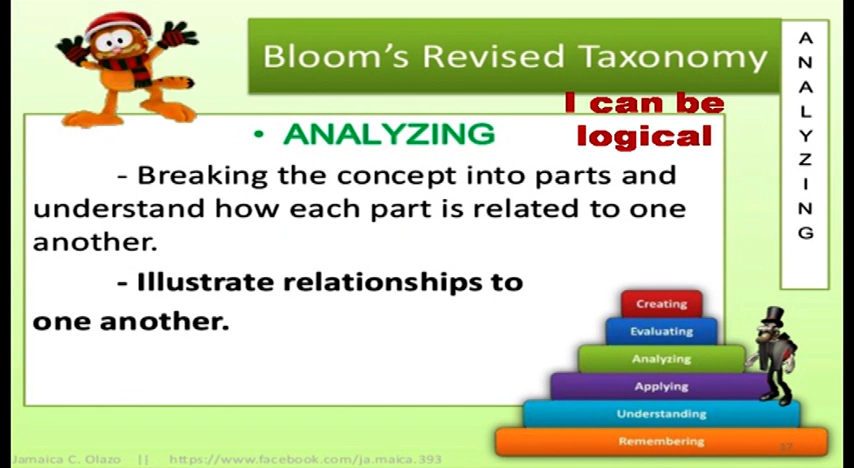 Bloom's Revised Taxonomy
I can be
logical
• ANALYZING
- Breaking the concept into parts and
understand how each part is related to one
another.
- Illustrate relationships to
one another.
A
N
A
L
Y
Z
I
N
G
Creating
Evaluating
Analyzing
Applying
Understanding
Remembering
17
Jamaica C. Olazo || https://www.facebook.com/ja.maica.393